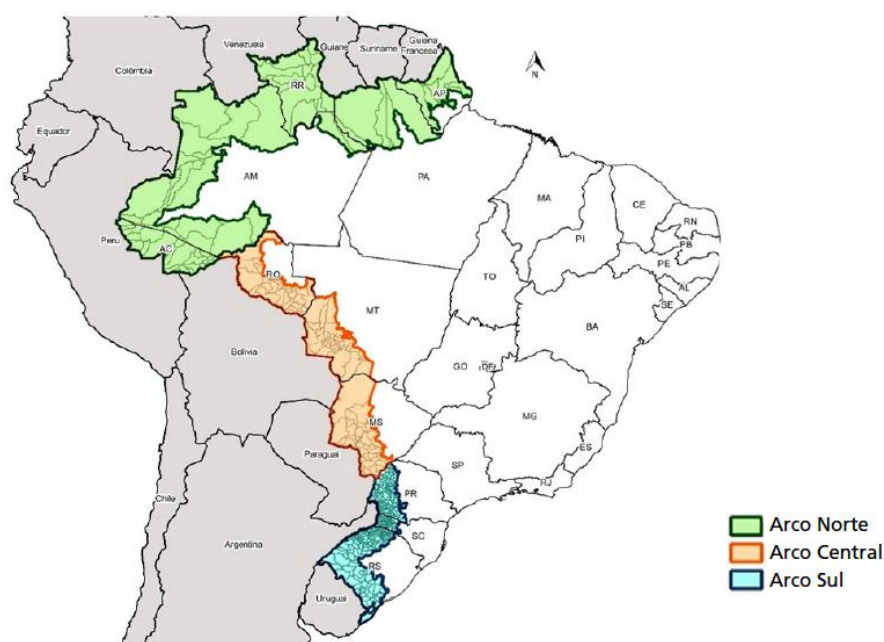 Venezuela
Guiana
Suriname
Guiana
Francesa
Colômbia
RR
AP
N
Equador
AM
PA
MA
CE
RN
PB
PI
PE
AL
SE
Peru
AC
RO
TO
MT
BA
Bolívia
GO
DF
MG
MS
ES
Paraguai
SP
RJ
Chile
PR
SC
Argentina
RS
Uruguai
Arco Norte
Arco Central
Arco Sul